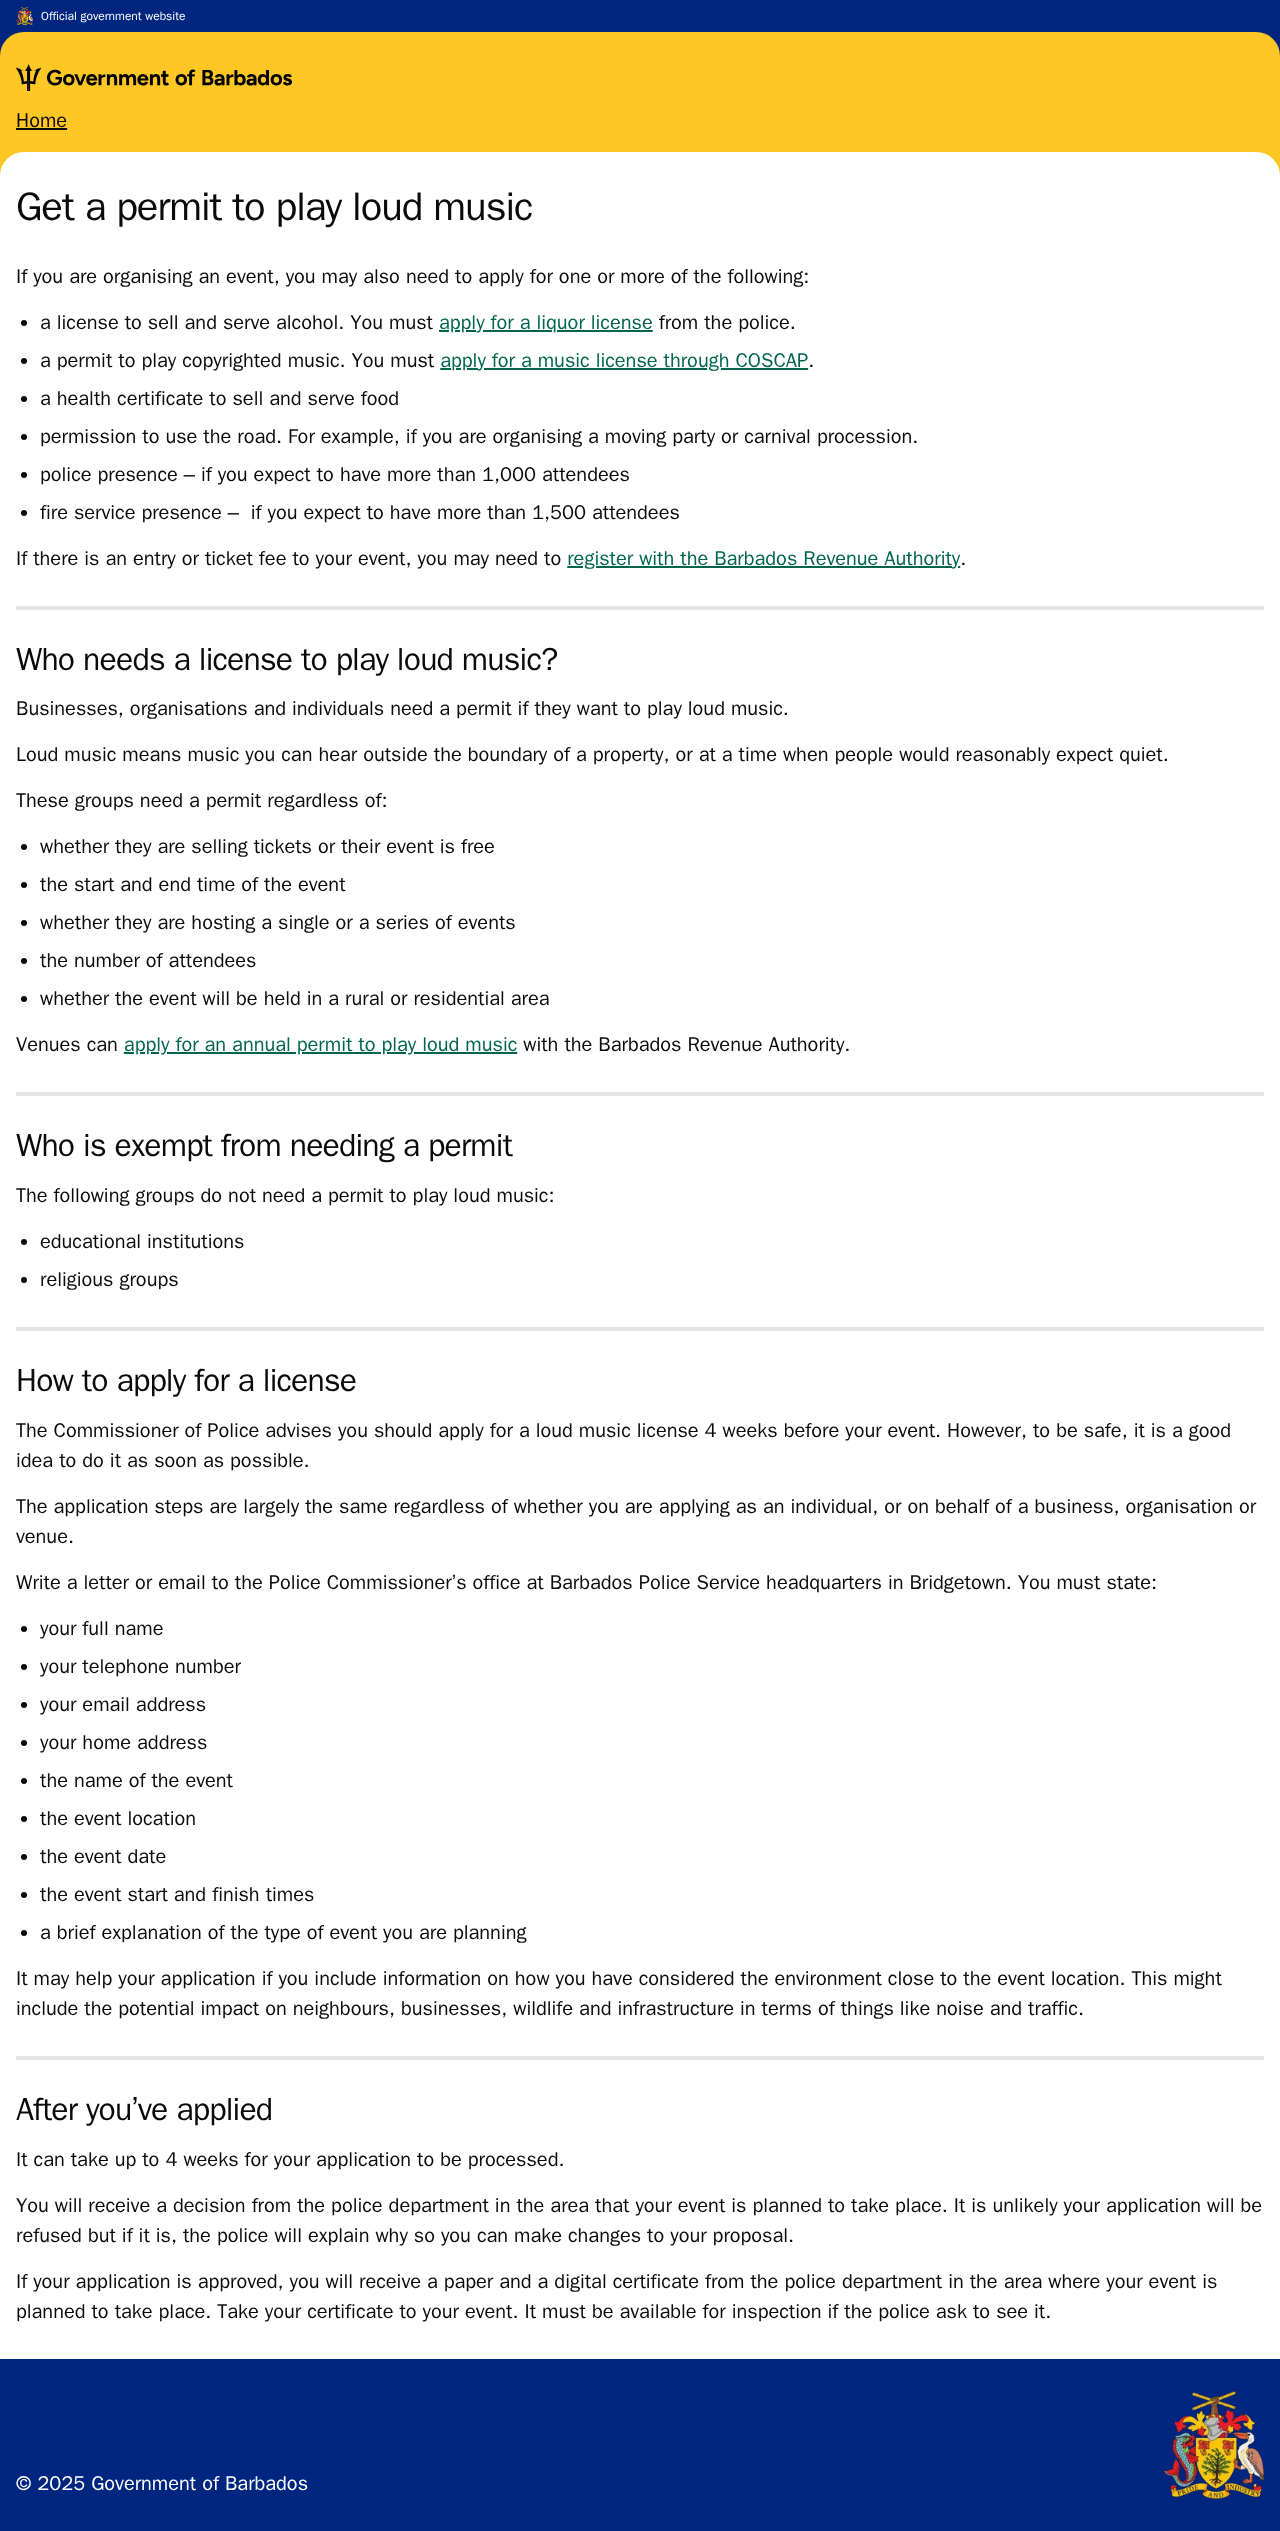 Official government website
Government of Barbados
Home
Get a permit to play loud music
If you are organising an event, you may also need to apply for one or more of the following:
• a license to sell and serve alcohol. You must apply for a liquor license from the police.
• a permit to play copyrighted music. You must apply for a music license through COSCAP.
• a health certificate to sell and serve food
• permission to use the road. For example, if you are organising a moving party or carnival procession.
• police presence – if you expect to have more than 1,000 attendees
• fire service presence –  if you expect to have more than 1,500 attendees
If there is an entry or ticket fee to your event, you may need to register with the Barbados Revenue Authority.
Who needs a license to play loud music?
Businesses, organisations and individuals need a permit if they want to play loud music.
Loud music means music you can hear outside the boundary of a property, or at a time when people would reasonably expect quiet.
These groups need a permit regardless of:
• whether they are selling tickets or their event is free
• the start and end time of the event
• whether they are hosting a single or a series of events
• the number of attendees
• whether the event will be held in a rural or residential area
Venues can apply for an annual permit to play loud music with the Barbados Revenue Authority.
Who is exempt from needing a permit
The following groups do not need a permit to play loud music:
• educational institutions
• religious groups
How to apply for a license
The Commissioner of Police advises you should apply for a loud music license 4 weeks before your event. However, to be safe, it is a good
idea to do it as soon as possible.
The application steps are largely the same regardless of whether you are applying as an individual, or on behalf of a business, organisation or
venue.
Write a letter or email to the Police Commissioner’s office at Barbados Police Service headquarters in Bridgetown. You must state:
• your full name
• your telephone number
• your email address
• your home address
• the name of the event
• the event location
• the event date
• the event start and finish times
• a brief explanation of the type of event you are planning
It may help your application if you include information on how you have considered the environment close to the event location. This might
include the potential impact on neighbours, businesses, wildlife and infrastructure in terms of things like noise and traffic.
After you’ve applied
It can take up to 4 weeks for your application to be processed.
You will receive a decision from the police department in the area that your event is planned to take place. It is unlikely your application will be
refused but if it is, the police will explain why so you can make changes to your proposal.
If your application is approved, you will receive a paper and a digital certificate from the police department in the area where your event is
planned to take place. Take your certificate to your event. It must be available for inspection if the police ask to see it.
PRIDE AND INDUSTRY
© 2025 Government of Barbados